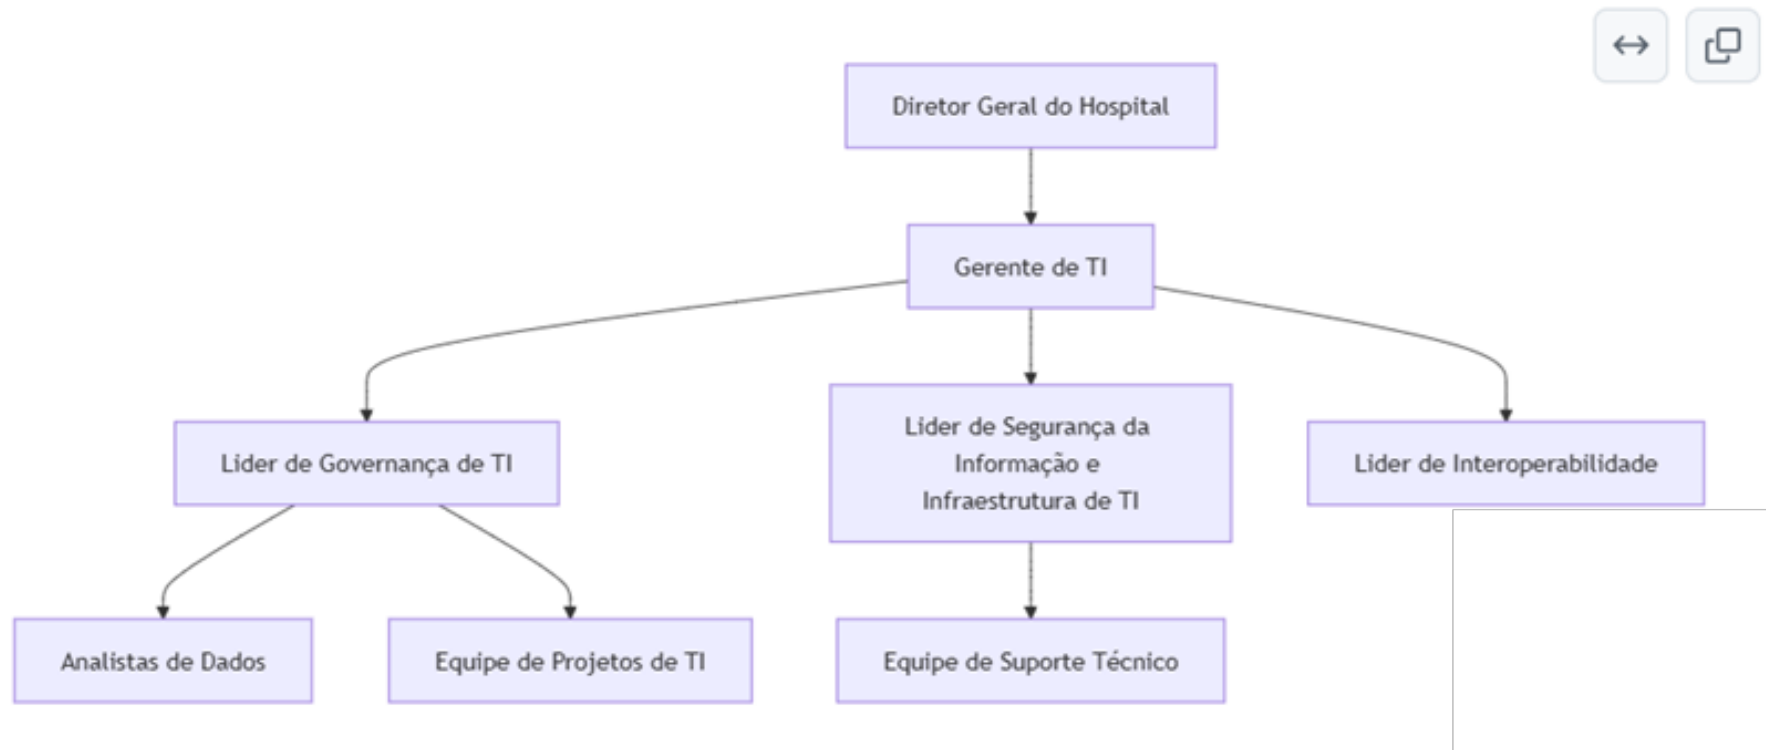 Diretor Geral do Hospital
Gerente de TI
Lider de Governança de TI
Lider de Segurança da
Informação e
Infraestrutura de TI
Lider de Interoperabilidade
Analistas de Dados
Equipe de Projetos de TI
Equipe de Suporte Técnico